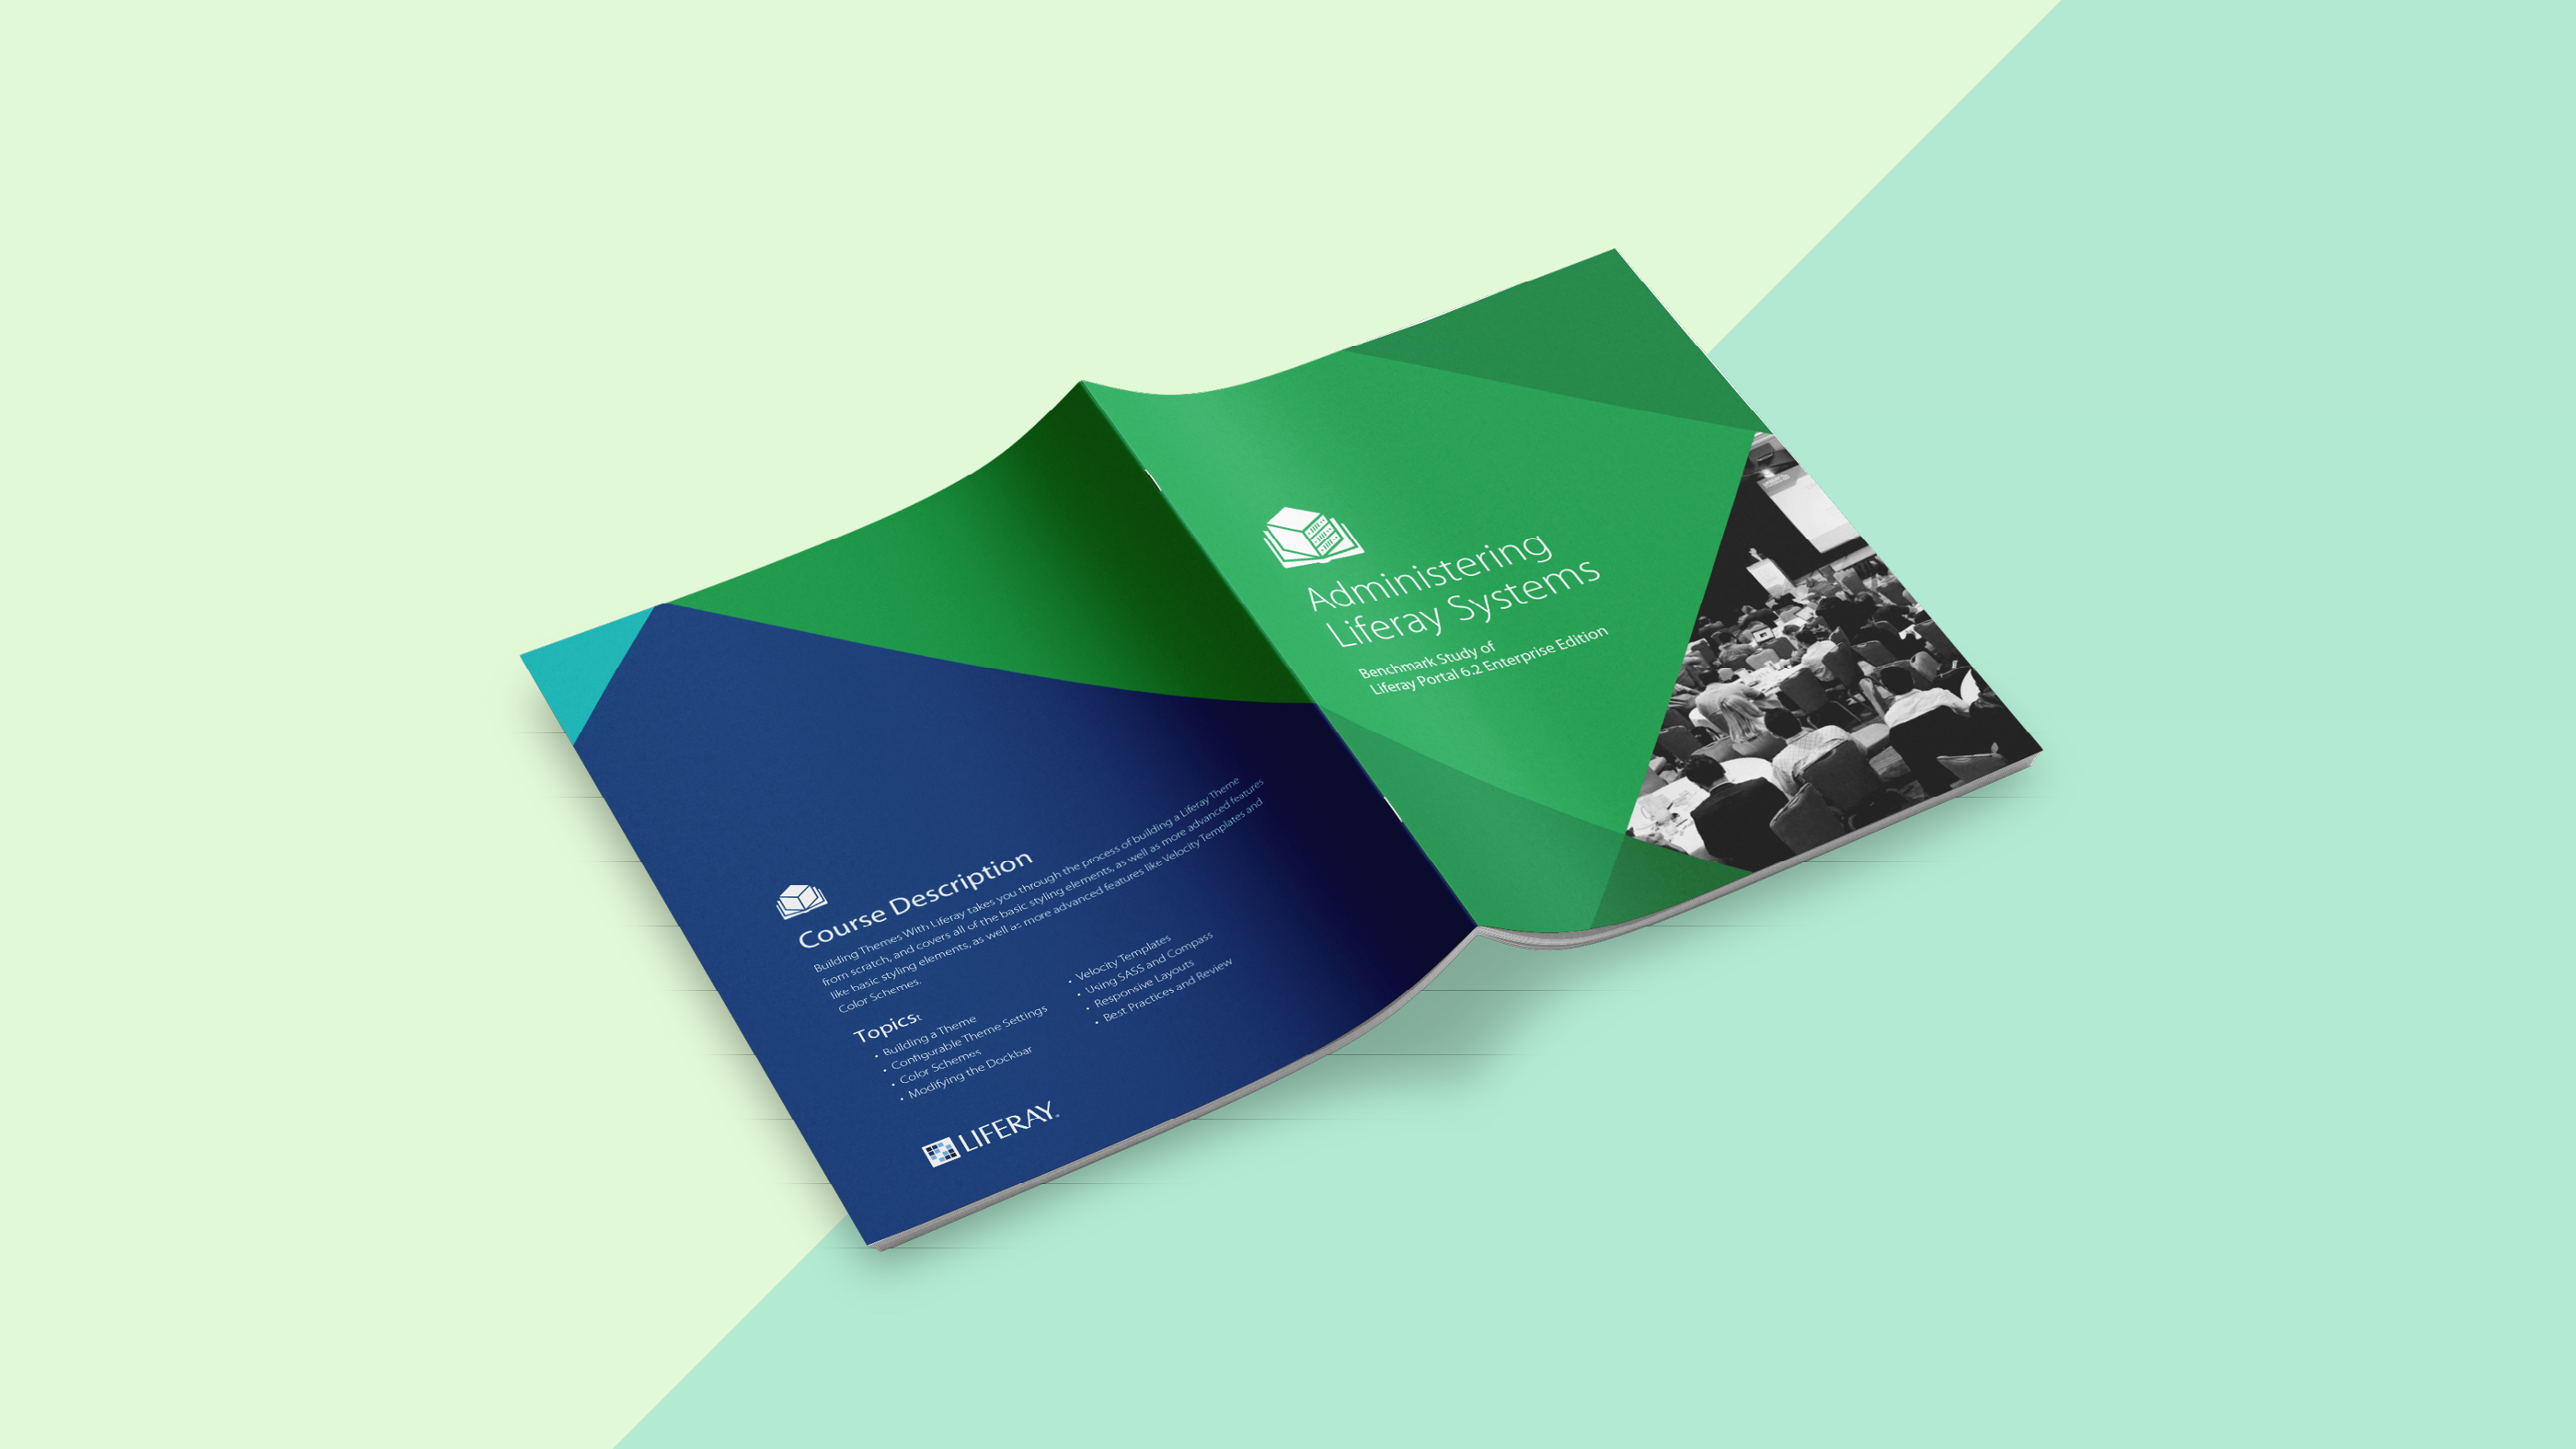 Administering
Liferay Systems
Benchmark Study of
Liferay Portal 6.2 Enterprise Edition
Course Description
Building Themes With Liferay takes you through the process of building a Liferay Theme
from scratch, and covers all of the basic styling elements, as well as more advanced features
like basic styling elements, as well as more advanced features like Velocity Templates and
Color Schemes.
Topics:
• Building a Theme
• Configurable Theme Settings
• Color Schemes
• Modifying the Dockbar
• Velocity Templates
• Using SASS and Compass
• Responsive Layouts
• Best Practices and Review
LIFERAY